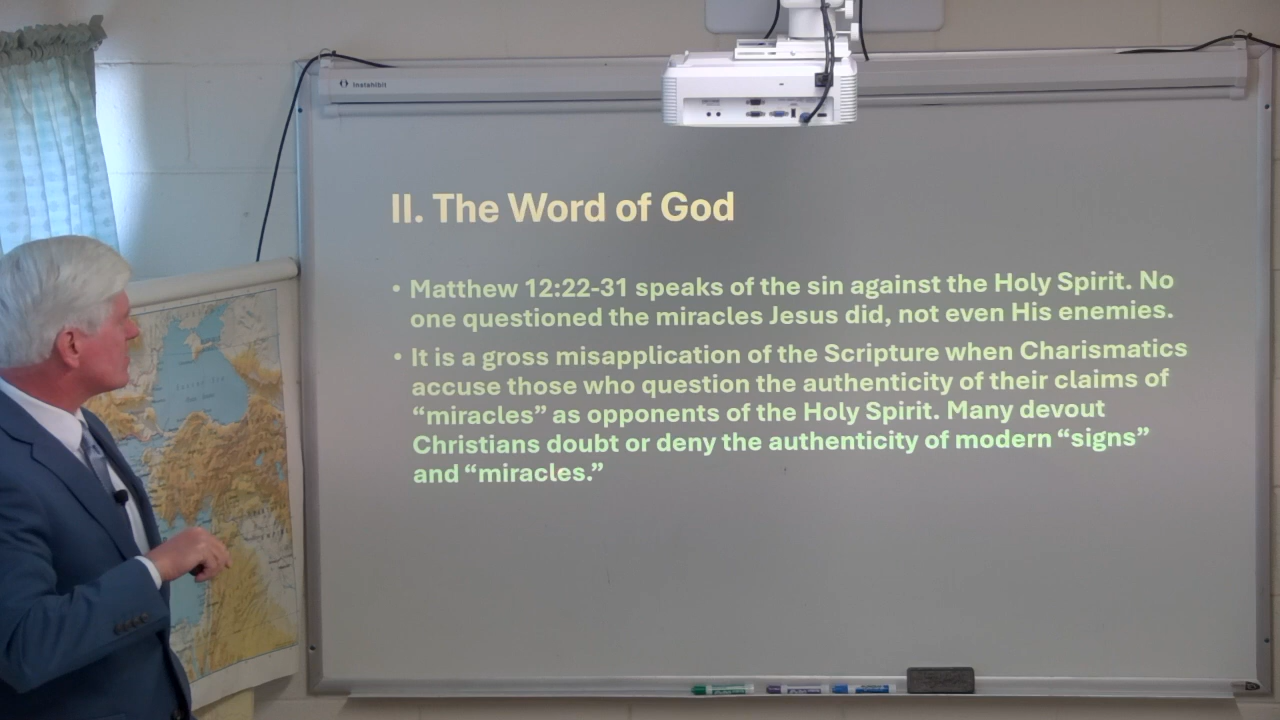 Instahibit
II. The Word of God
• Matthew 12:22-31 speaks of the sin against the Holy Spirit. No
one questioned the miracles Jesus did, not even His enemies.
• It is a gross misapplication of the Scripture when Charismatics
accuse those who question the authenticity of their claims of
“miracles” as opponents of the Holy Spirit. Many devout
Christians doubt or deny the authenticity of modern “signs”
and “miracles.”